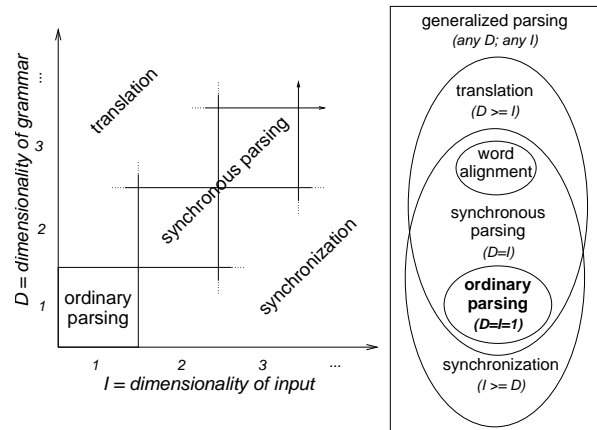 D = dimensionality of grammar
...
3
2
1
translation
synchronous parsing
synchronization
ordinary
parsing
1
2
3
...
I = dimensionality of input
generalized parsing
(any D; any I)
translation
(D >= I)
word
alignment
synchronous
parsing
(D=I)
ordinary
parsing
(D=I=1)
synchronization
(I >= D)